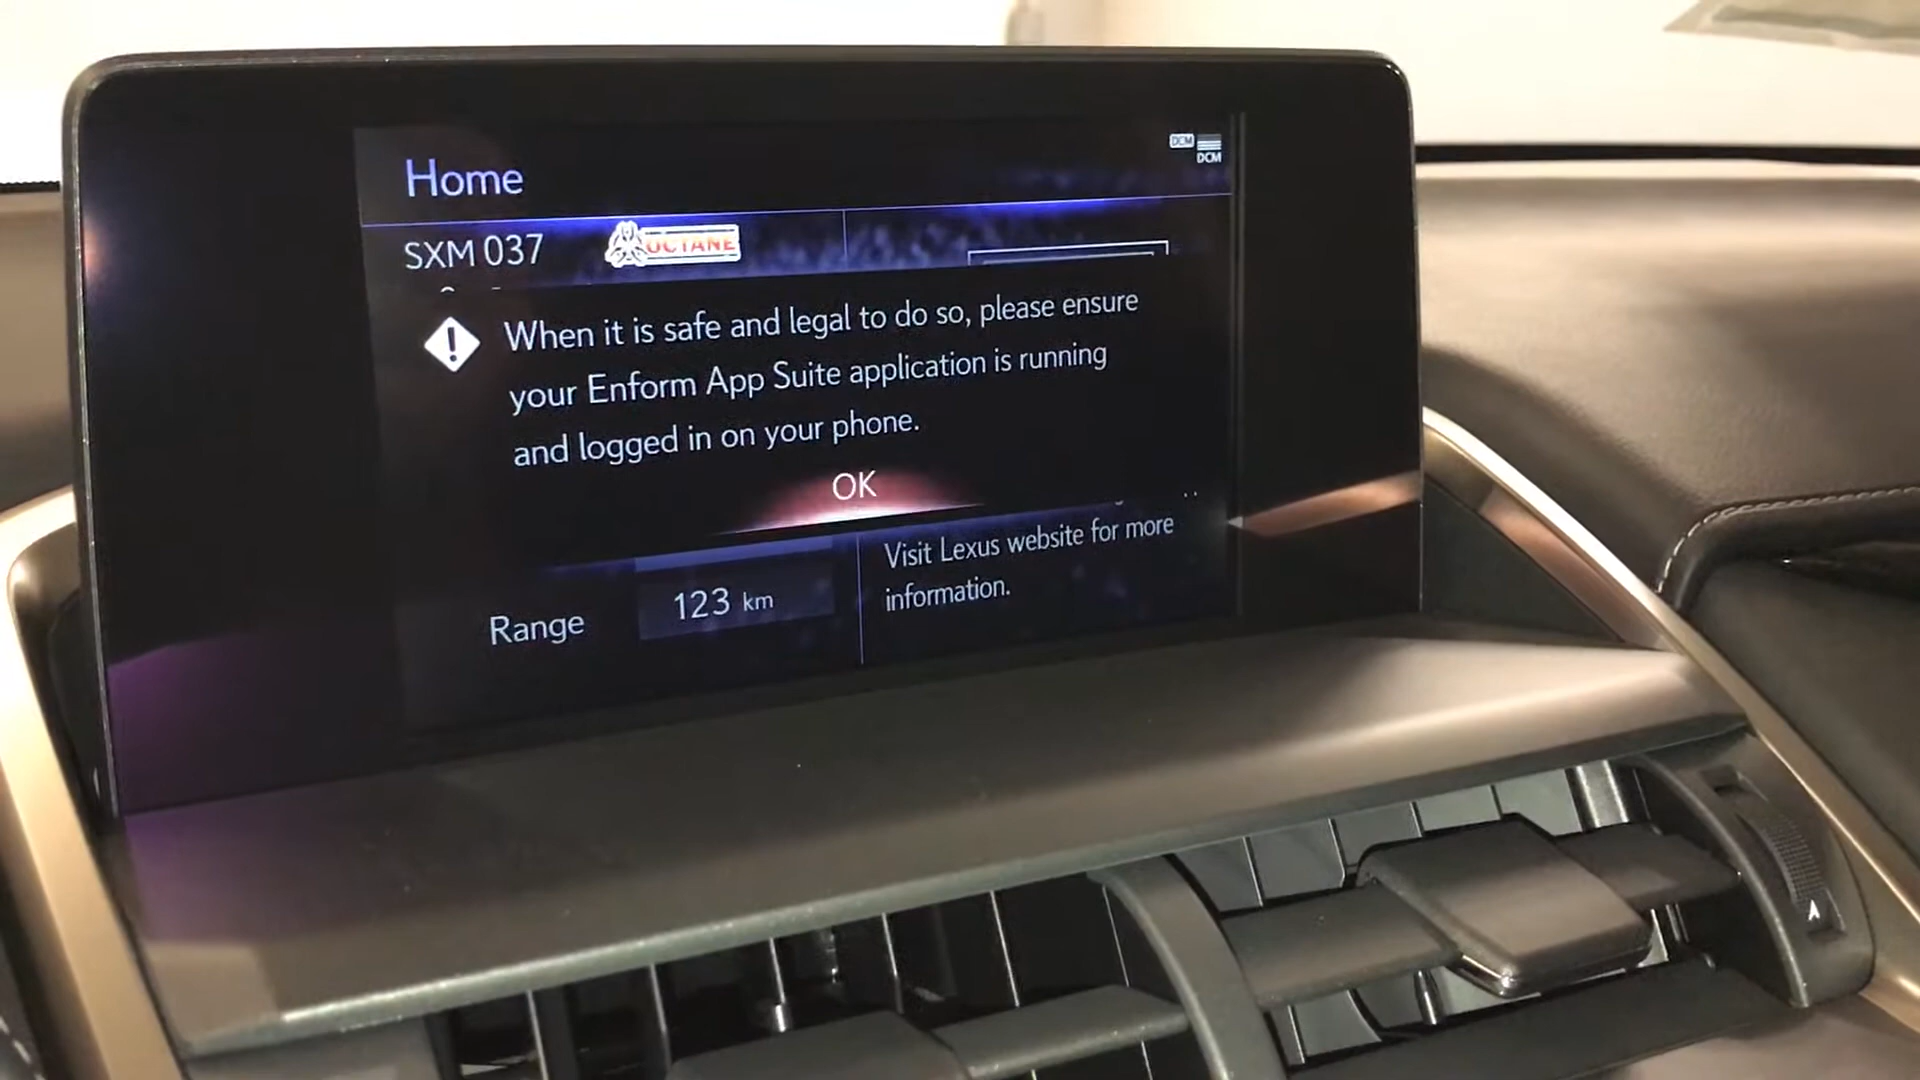 Home
DCM
DCM
SXM 037
OCTANE
When it is safe and legal to do so, please ensure
your Enform App Suite application is running
and logged in on your phone.
OK
Visit Lexus website for more
information.
Range
123 km